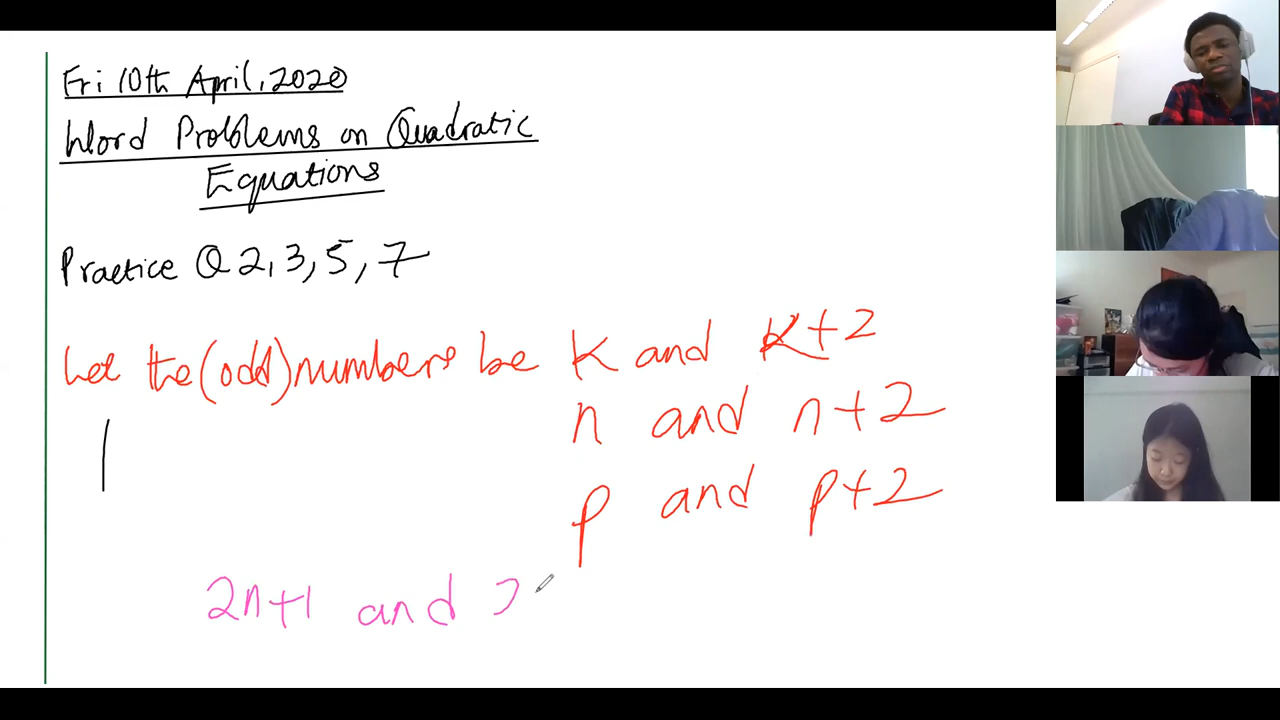 Fri 10th April, 2020
Word Problems on Quadratic
Equations
Practice Q 2, 3, 5, 7
Let the (odd) numbers be k and k+2
n and n+2
p and p+2
2n+1 and 2